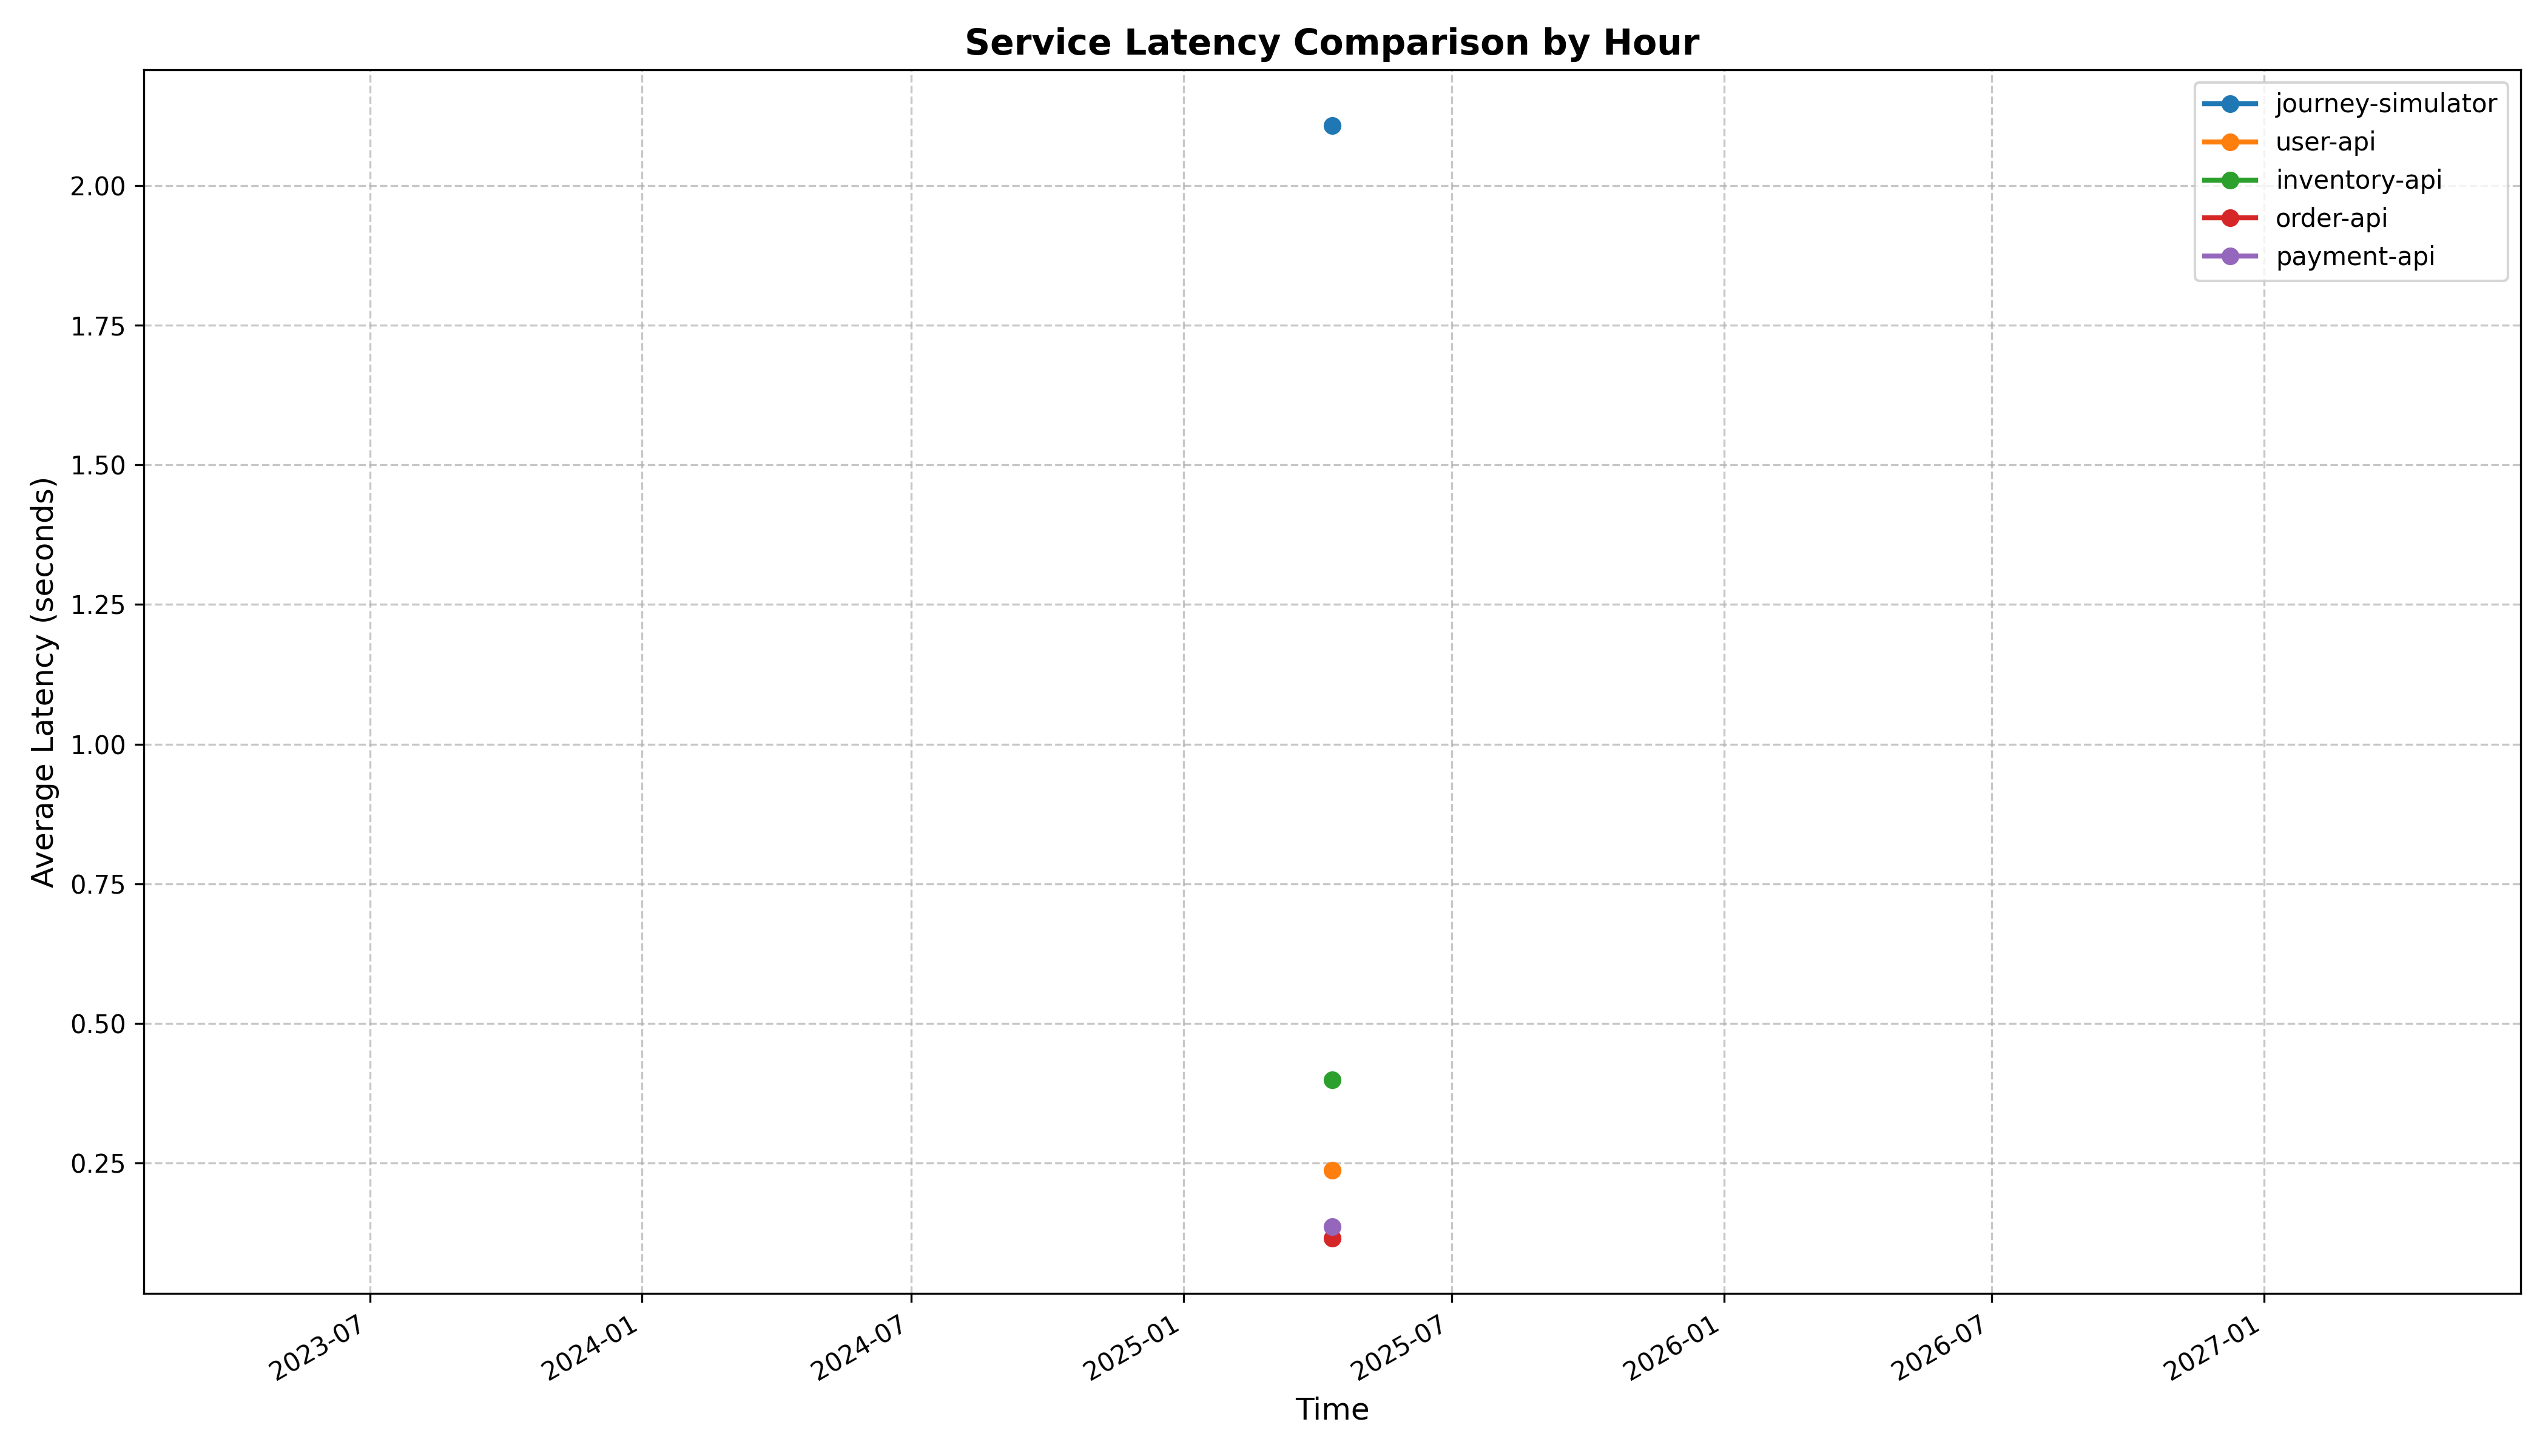 Service Latency Comparison by Hour
journey-simulator
user-api
inventory-api
order-api
payment-api
Average Latency (seconds)
2.00
1.75
1.50
1.25
1.00
0.75
0.50
0.25
2023-07
2024-01
2024-07
2025-01
2025-07
2026-01
2026-07
2027-01
Time